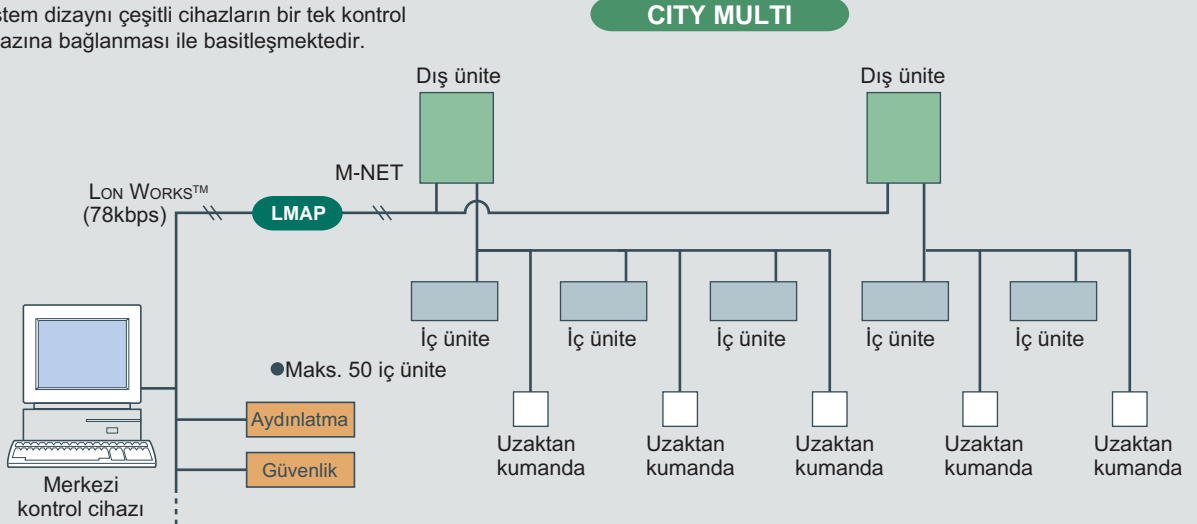 stem dizaynı çeşitli cihazların bir tek kontrol
azına bağlanması ile basitleşmektedir.
CITY MULTI
Dış ünite
Dış ünite
M-NET
LON WORKS™
(78kbps)
LMAP
İç ünite
İç ünite
İç ünite
İç ünite
İç ünite
●Maks. 50 iç ünite
Aydınlatma
Güvenlik
Merkezi
kontrol cihazı
Uzaktan
kumanda
Uzaktan
kumanda
Uzaktan
kumanda
Uzaktan
kumanda
Uzaktan
kumanda